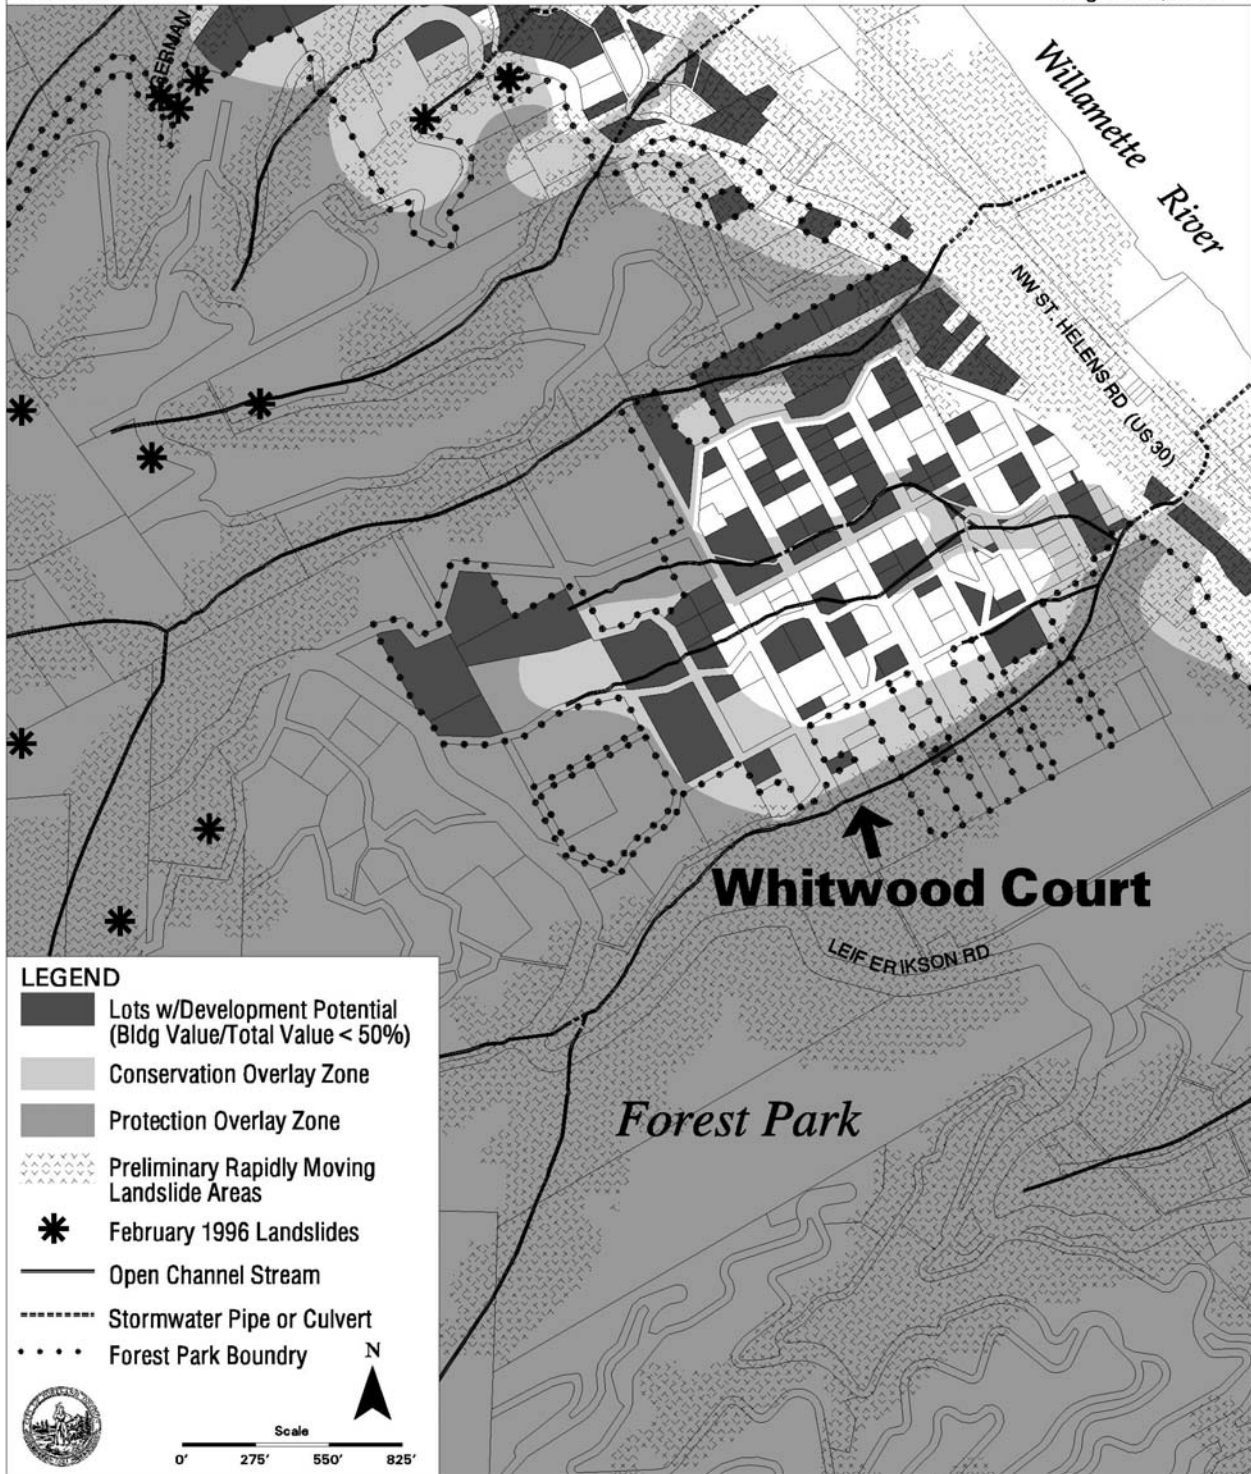 GERMAN
Willamette
River
NW ST. HELENS RD (US 30)
Whitwood Court
LEIF ERIKSON RD
Forest Park
LEGEND
Lots w/Development Potential
(Bldg Value/Total Value < 50%)
Conservation Overlay Zone
Protection Overlay Zone
Preliminary Rapidly Moving
Landslide Areas
February 1996 Landslides
Open Channel Stream
Stormwater Pipe or Culvert
Forest Park Boundry
N
Scale
0' 275' 550' 825'